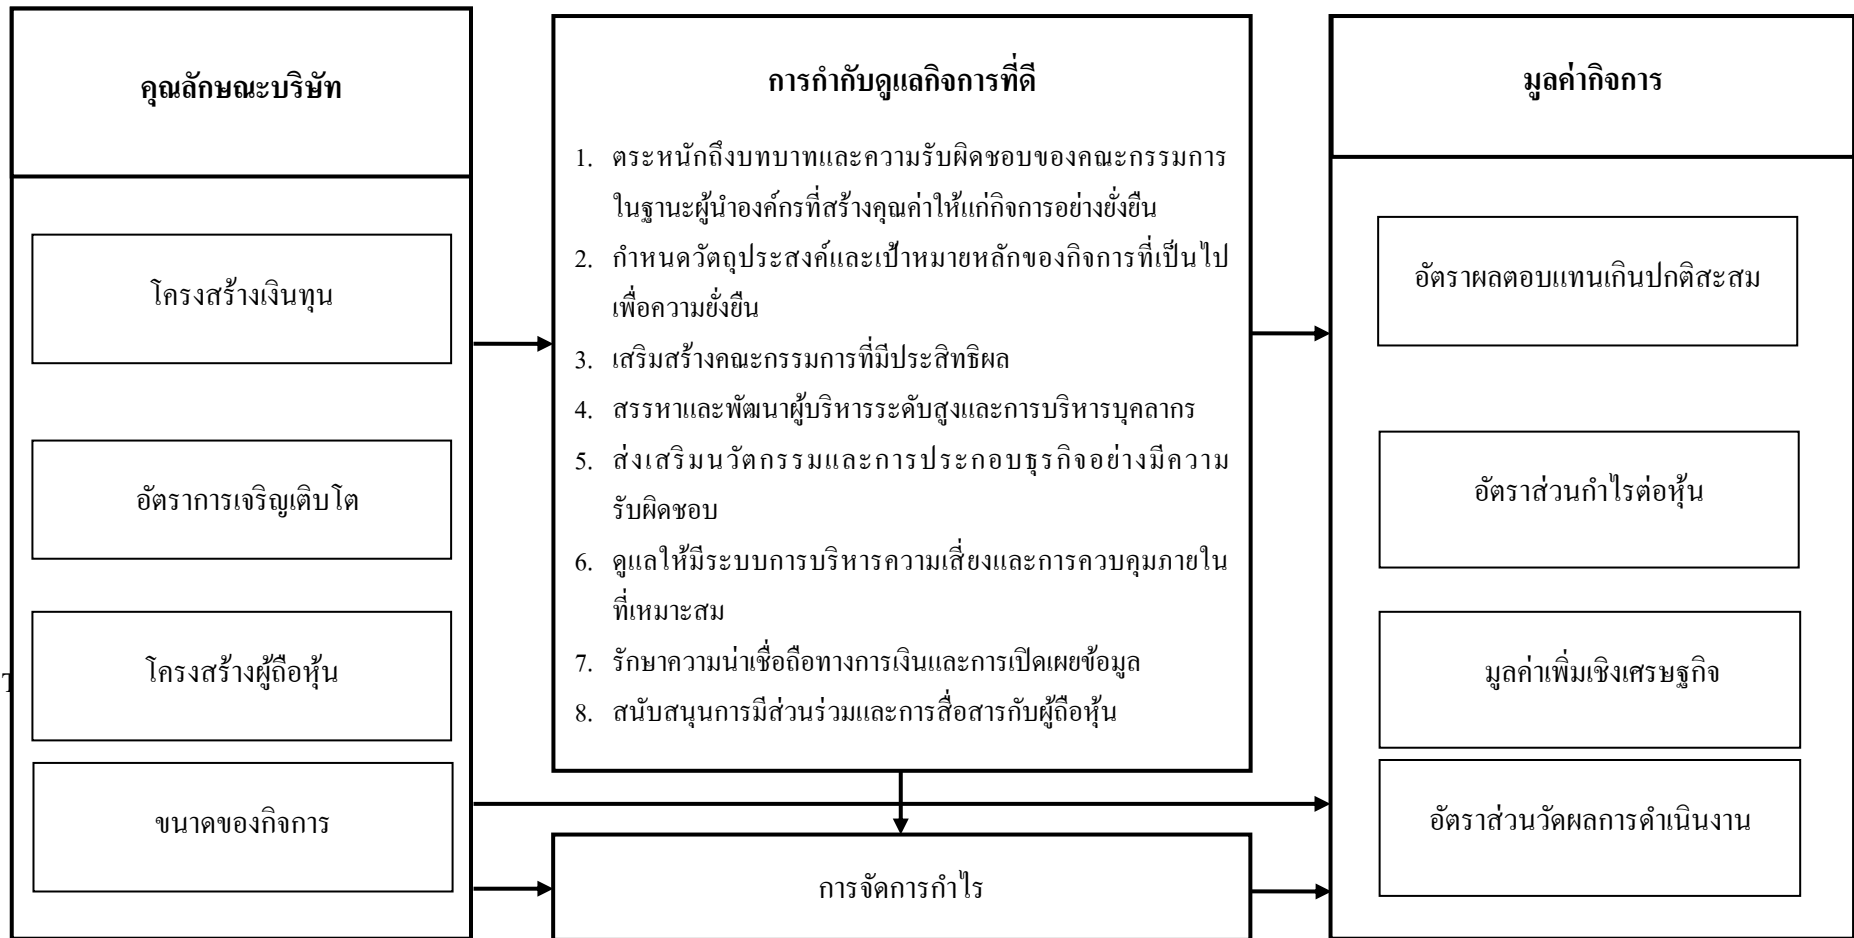 คุณลักษณะบริษัท
โครงสร้างเงินทุน
อัตราการเจริญเติบโต
โครงสร้างผู้ถือหุ้น
ขนาดของกิจการ
การกำกับดูแลกิจการที่ดี
1. ตระหนักถึงบทบาทและความรับผิดชอบของคณะกรรมการ
ในฐานะผู้นำองค์กรที่สร้างคุณค่าให้แก่กิจการอย่างยั่งยืน
2. กำหนดวัตถุประสงค์และเป้าหมายหลักของกิจการที่เป็นไป
เพื่อความยั่งยืน
3. เสริมสร้างคณะกรรมการที่มีประสิทธิผล
4. สรรหาและพัฒนาผู้บริหารระดับสูงและการบริหารบุคลากร
5. ส่งเสริมนวัตกรรมและการประกอบธุรกิจอย่างมีความ
รับผิดชอบ
6. ดูแลให้มีระบบการบริหารความเสี่ยงและการควบคุมภายใน
ที่เหมาะสม
7. รักษาความน่าเชื่อถือทางการเงินและการเปิดเผยข้อมูล
8. สนับสนุนการมีส่วนร่วมและการสื่อสารกับผู้ถือหุ้น
การจัดการกำไร
มูลค่ากิจการ
อัตราผลตอบแทนเกินปกติสะสม
อัตราส่วนกำไรต่อหุ้น
มูลค่าเพิ่มเชิงเศรษฐกิจ
อัตราส่วนวัดผลการดำเนินงาน